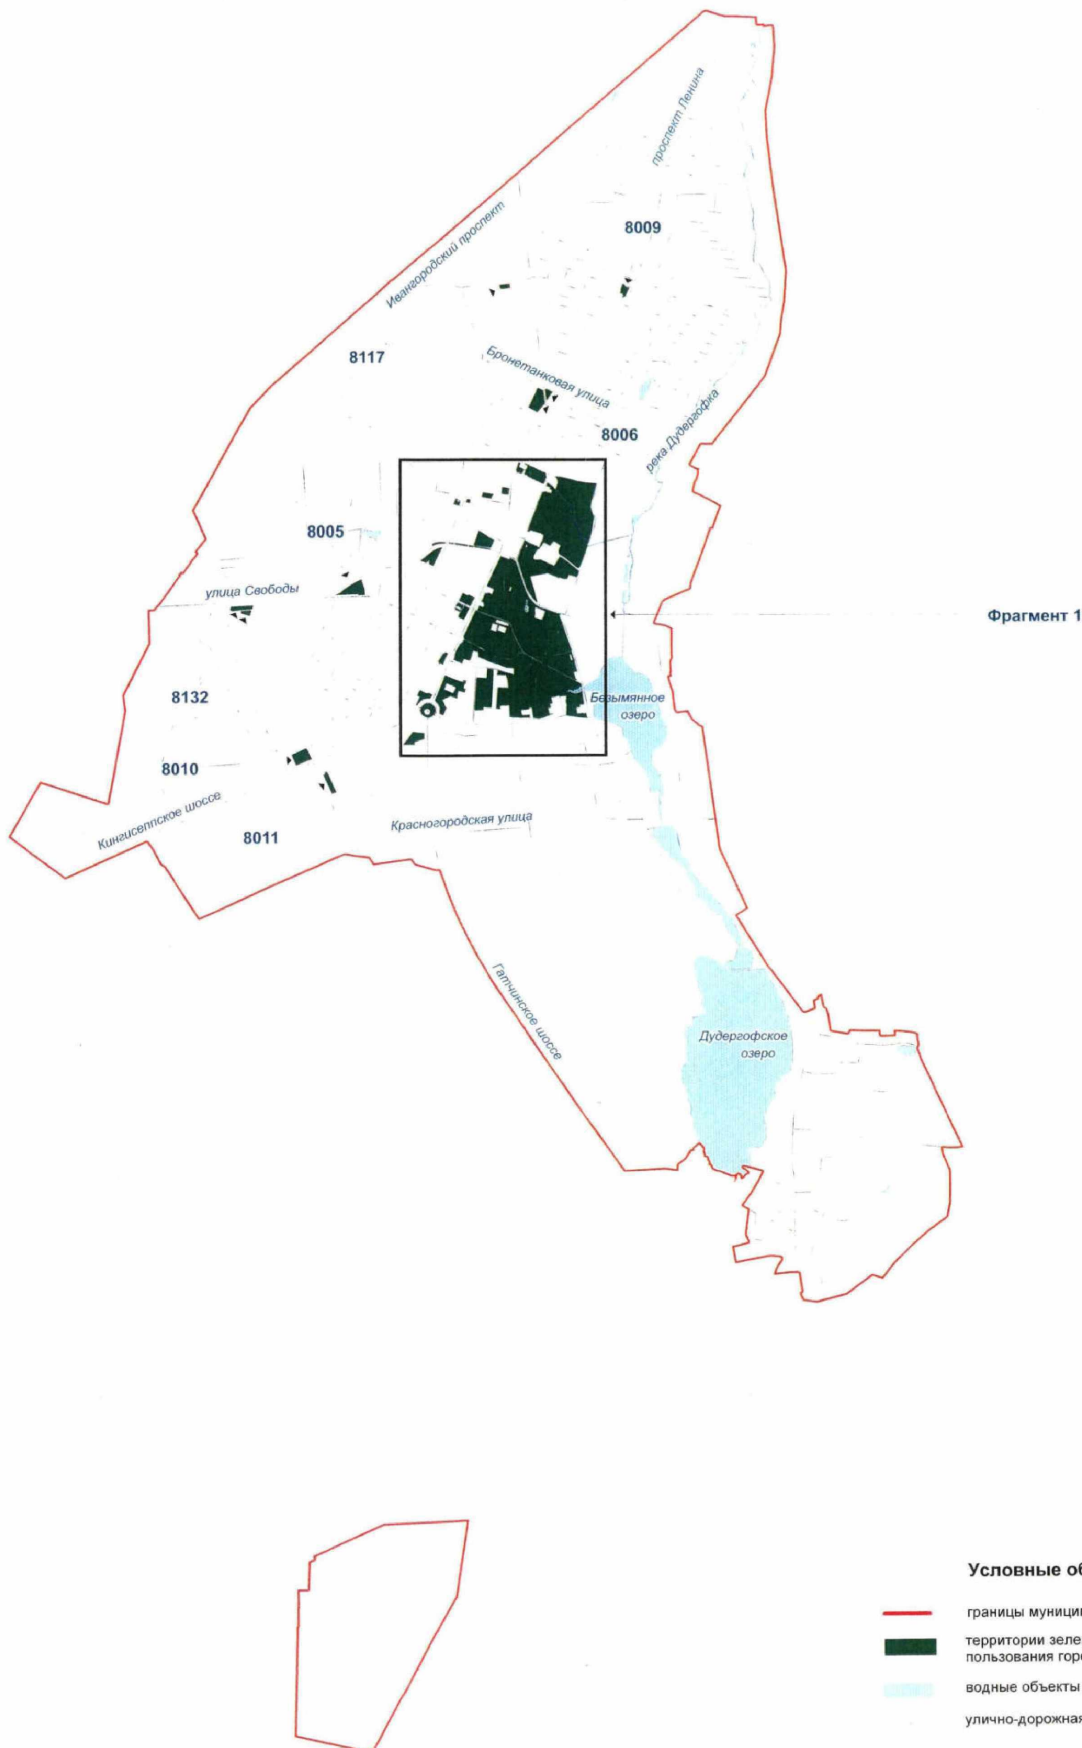 проспект Ленина
8009
Ивангородский проспект
8117
Бронетанковая улица
8006
река Дудергофка
8005
улица Свободы
Фрагмент 1
8132
Безымянное
озеро
8010
Кингисеппское шоссе
8011
Красногородская улица
Гатчинское шоссе
Дудергофское
озеро
Условные об
границы муници
территории зеле
пользования горо
водные объекты
улично-дорожная